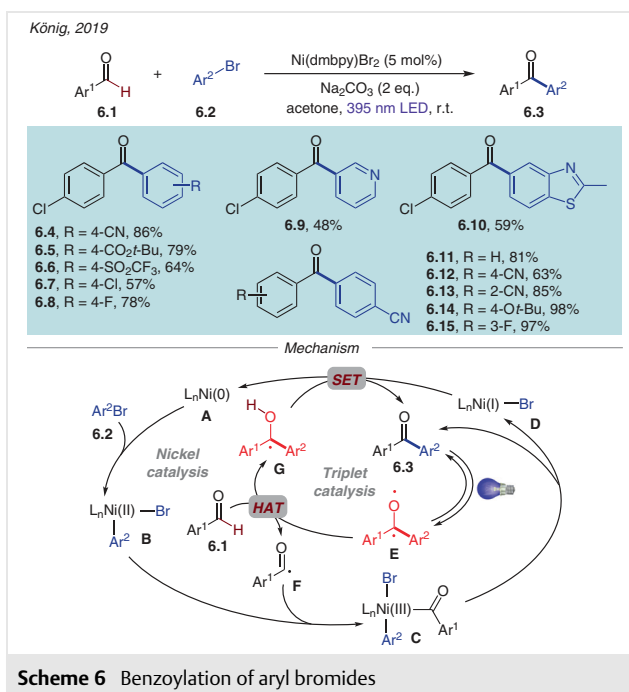 König, 2019
O
Ar1
H
6.1
+
Ar2
Br
6.2
Ni(dmbpy)Br2 (5 mol%)
Na2CO3 (2 eq.)
acetone, 395 nm LED, r.t.
O
Ar1
Ar2
6.3
O
Cl
R
6.4, R = 4-CN, 86%
6.5, R = 4-CO2t-Bu, 79%
6.6, R = 4-SO2CF3, 64%
6.7, R = 4-Cl, 57%
6.8, R = 4-F, 78%
O
Cl
N
6.9, 48%
O
Cl
N
S
6.10, 59%
O
R
CN
6.11, R = H, 81%
6.12, R = 4-CN, 63%
6.13, R = 2-CN, 85%
6.14, R = 4-Ot-Bu, 98%
6.15, R = 3-F, 97%
Mechanism
SET
LnNi(0)
A
LnNi(I)
Br
D
Ar2Br
6.2
H
O
Ar1
Ar2
G
O
Ar1
Ar2
6.3
Nickel
catalysis
Triplet
catalysis
LnNi(II)
Br
Ar2
B
O
Ar1
H
6.1
HAT
O
Ar1
Ar2
E
O
Ar1
F
Br
LnNi(III)
O
Ar2
C
Ar1
Scheme 6 Benzoylation of aryl bromides